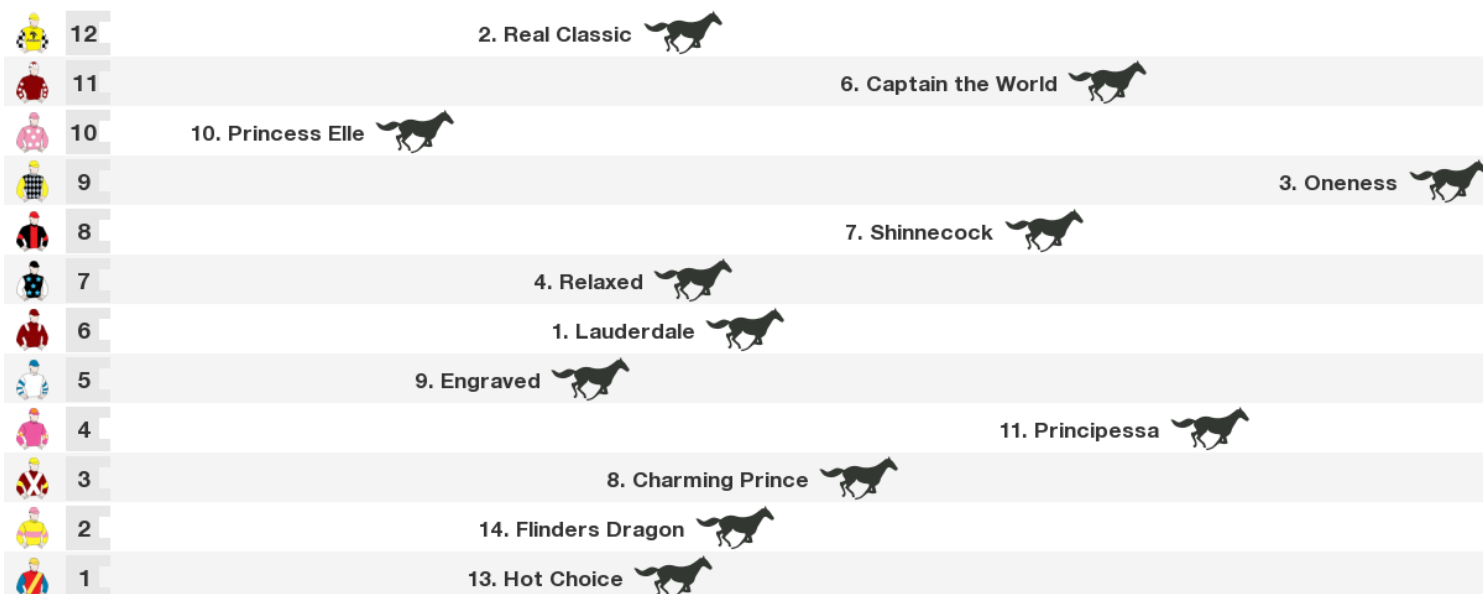 12 2. Real Classic
11 6. Captain the World
10 10. Princess Elle
9 3. Oneness
8 7. Shinnecock
7 4. Relaxed
6 1. Lauderdale
5 9. Engraved
4 11. Principessa
3 8. Charming Prince
2 14. Flinders Dragon
1 13. Hot Choice